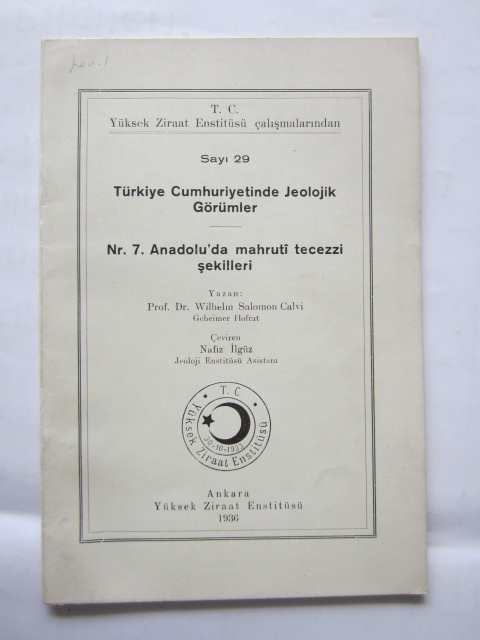 T. C.
Yüksek Ziraat Enstitüsü çalışmalarından
Sayı 29
Türkiye Cumhuriyetinde Jeolojik
Görümler
Nr. 7. Anadolu'da mahrutî tecezzi
şekilleri
Yazan:
Prof. Dr. Wilhelm Salomon Calvi
Geheimer Hofrat
Çeviren
Nafiz İlgüz
Jeoloji Enstitüsü Asistanı
T. C.
Yüksek Ziraat Enstitüsü
30-10-1933
Ankara
Yüksek Ziraat Enstitüsü
1936